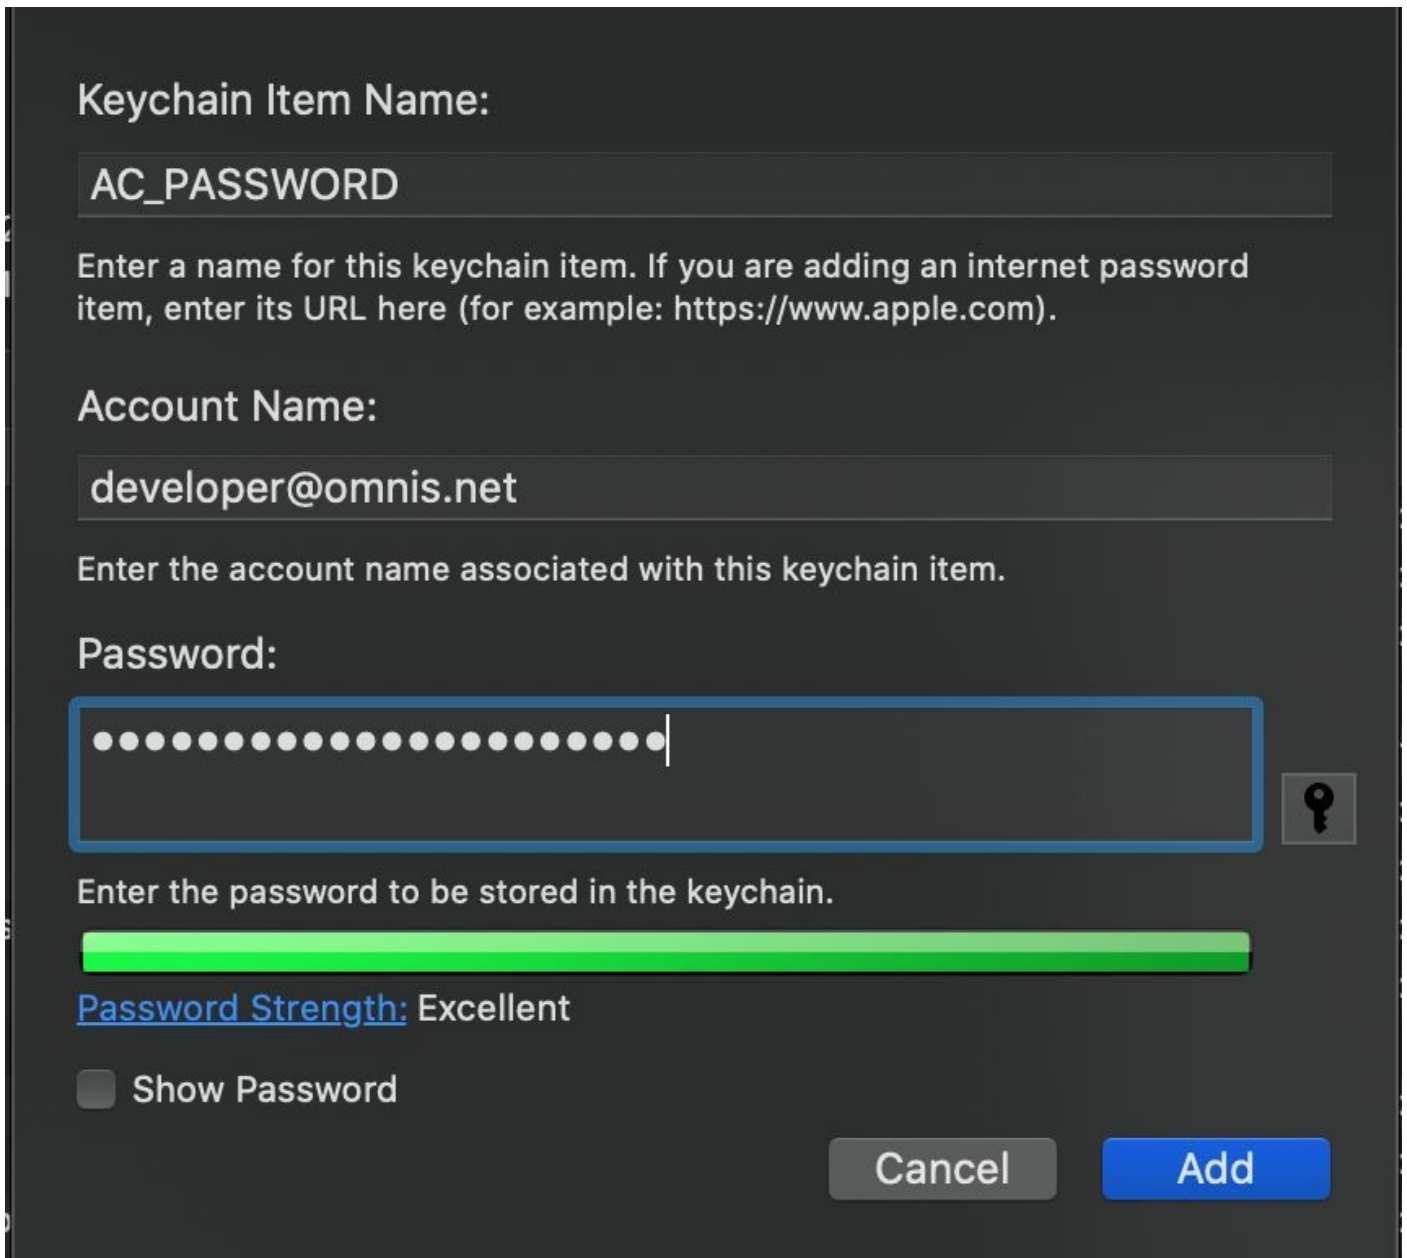 Keychain Item Name:
AC_PASSWORD
Enter a name for this keychain item. If you are adding an internet password
item, enter its URL here (for example: https://www.apple.com).
Account Name:
developer@omnis.net
Enter the account name associated with this keychain item.
Password:
••••••••••••••••••••••
Enter the password to be stored in the keychain.
Password Strength: Excellent
Show Password
Cancel
Add